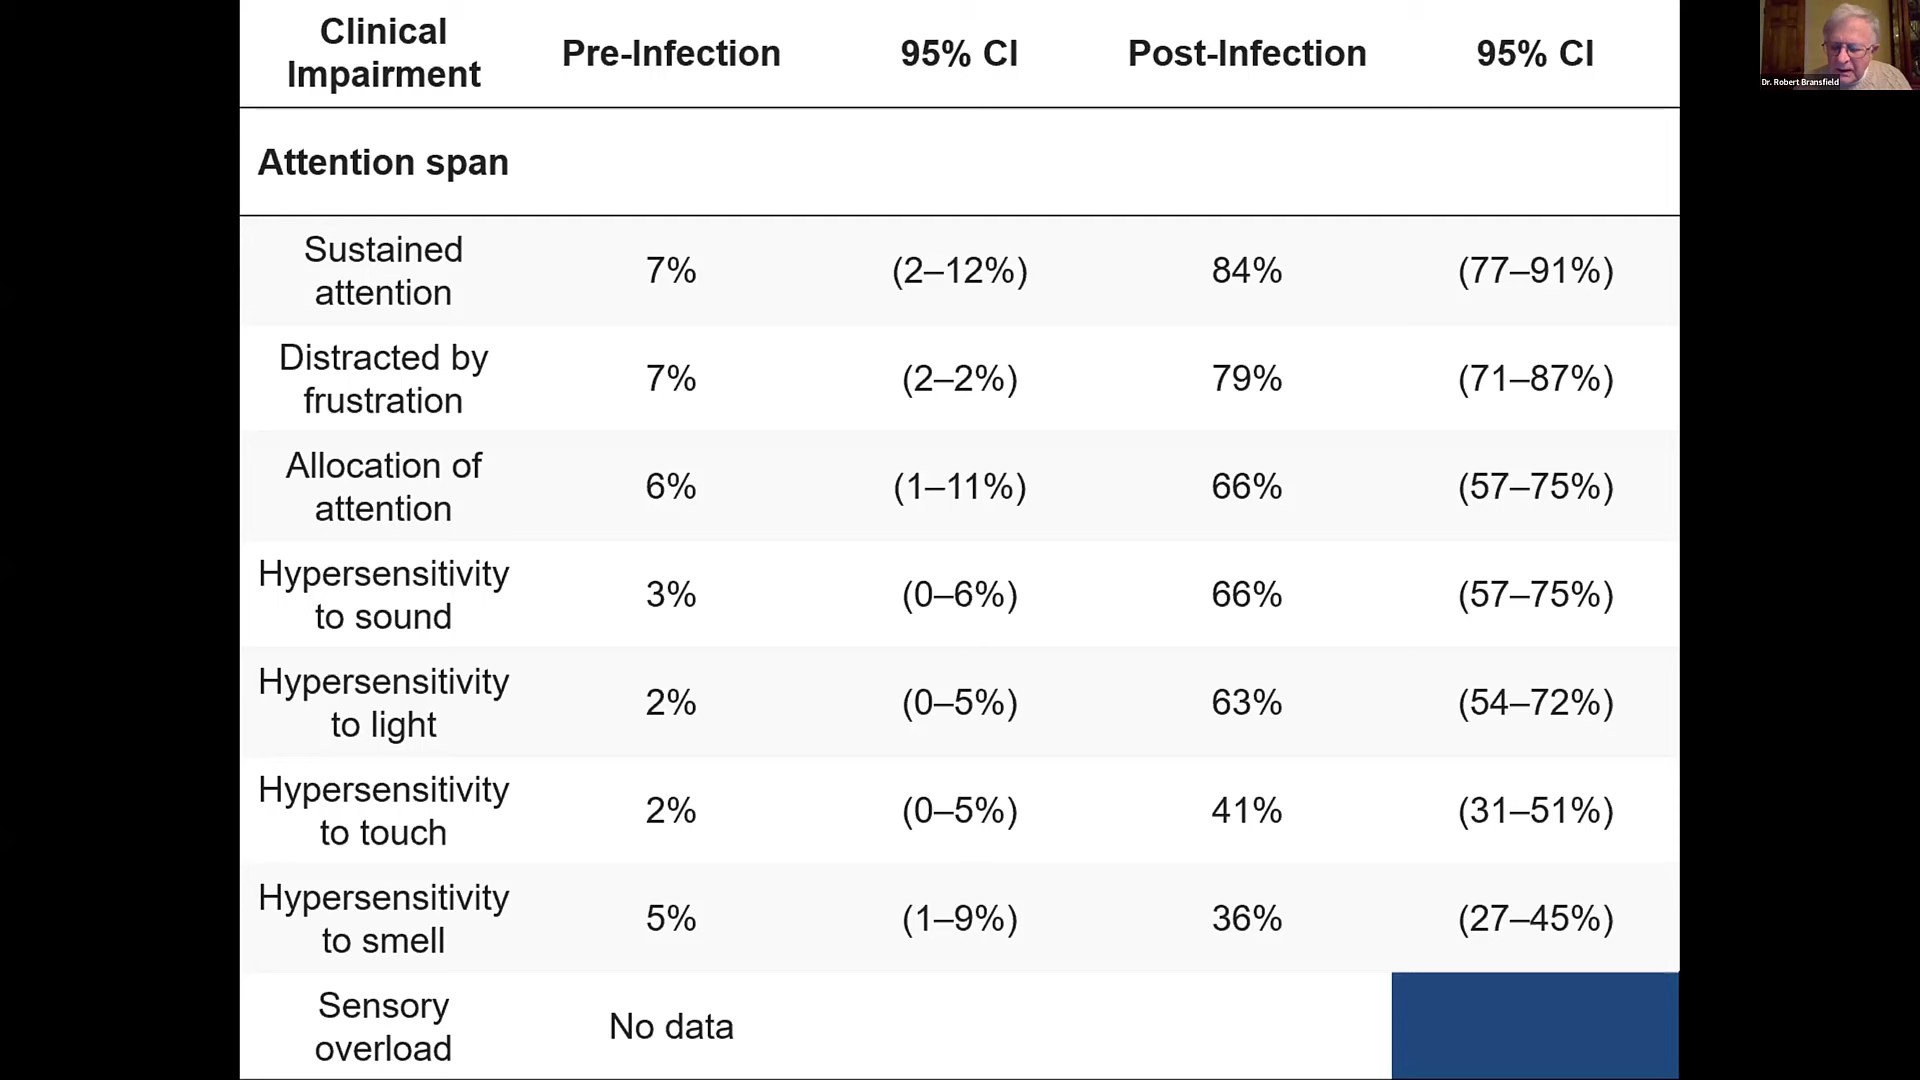 Clinical
Impairment
Pre-Infection
95% CI
Post-Infection
95% CI
Attention span
Sustained
attention
7%
(2–12%)
84%
(77–91%)
Distracted by
frustration
7%
(2–2%)
79%
(71–87%)
Allocation of
attention
6%
(1–11%)
66%
(57–75%)
Hypersensitivity
to sound
3%
(0–6%)
66%
(57–75%)
Hypersensitivity
to light
2%
(0–5%)
63%
(54–72%)
Hypersensitivity
to touch
2%
(0–5%)
41%
(31–51%)
Hypersensitivity
to smell
5%
(1–9%)
36%
(27–45%)
Sensory
overload
No data
Dr. Robert Bransfield